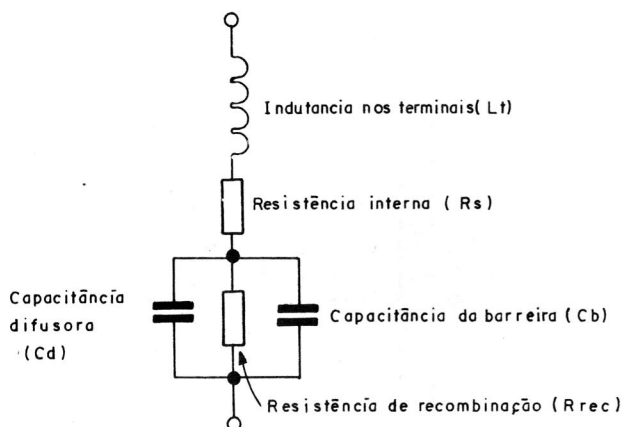 Indutancia nos terminais(Lt)
Resistência interna (Rs)
Capacitância
difusora
(Cd)
Capacitância da barreira (Cb)
Resistência de recombinação (Rrec)